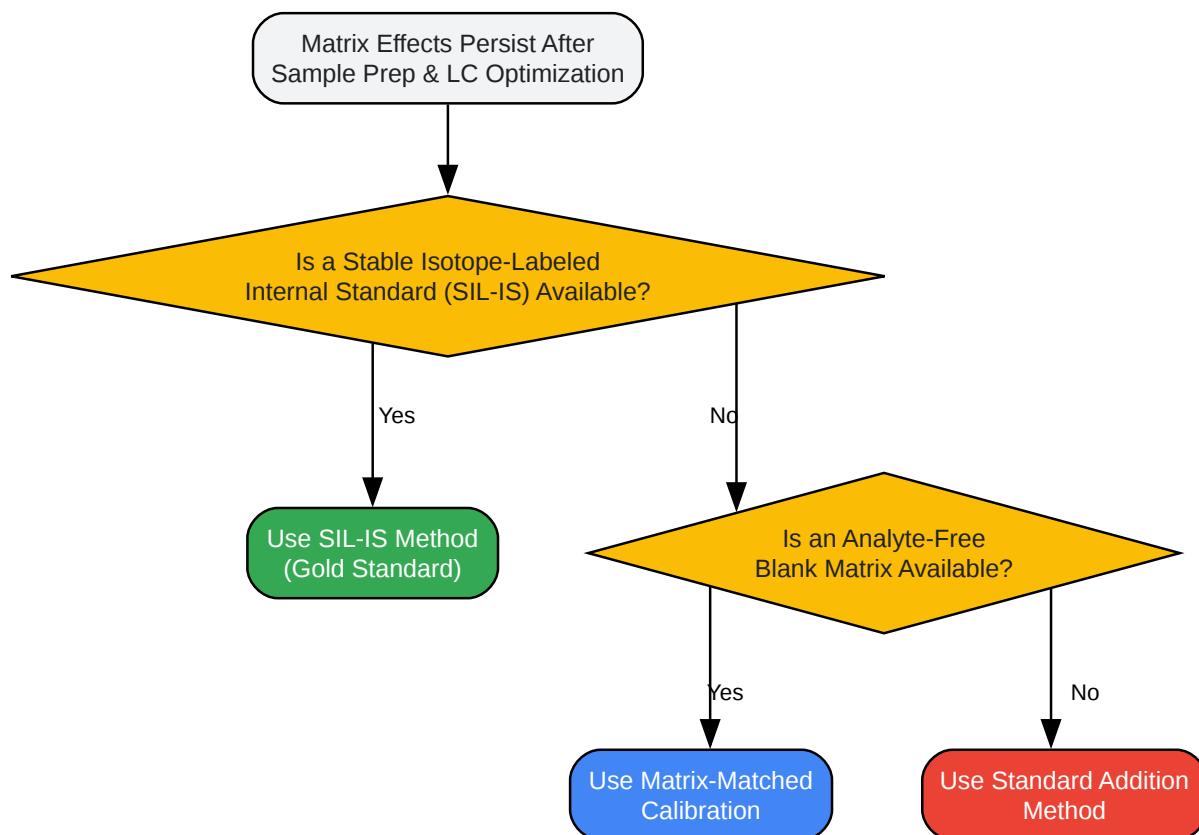 Matrix Effects Persist After
Sample Prep & LC Optimization
Is a Stable Isotope-Labeled
Internal Standard (SIL-IS) Available?
Yes
No
Use SIL-IS Method
(Gold Standard)
Is an Analyte-Free
Blank Matrix Available?
Yes
No
Use Matrix-Matched
Calibration
Use Standard Addition
Method